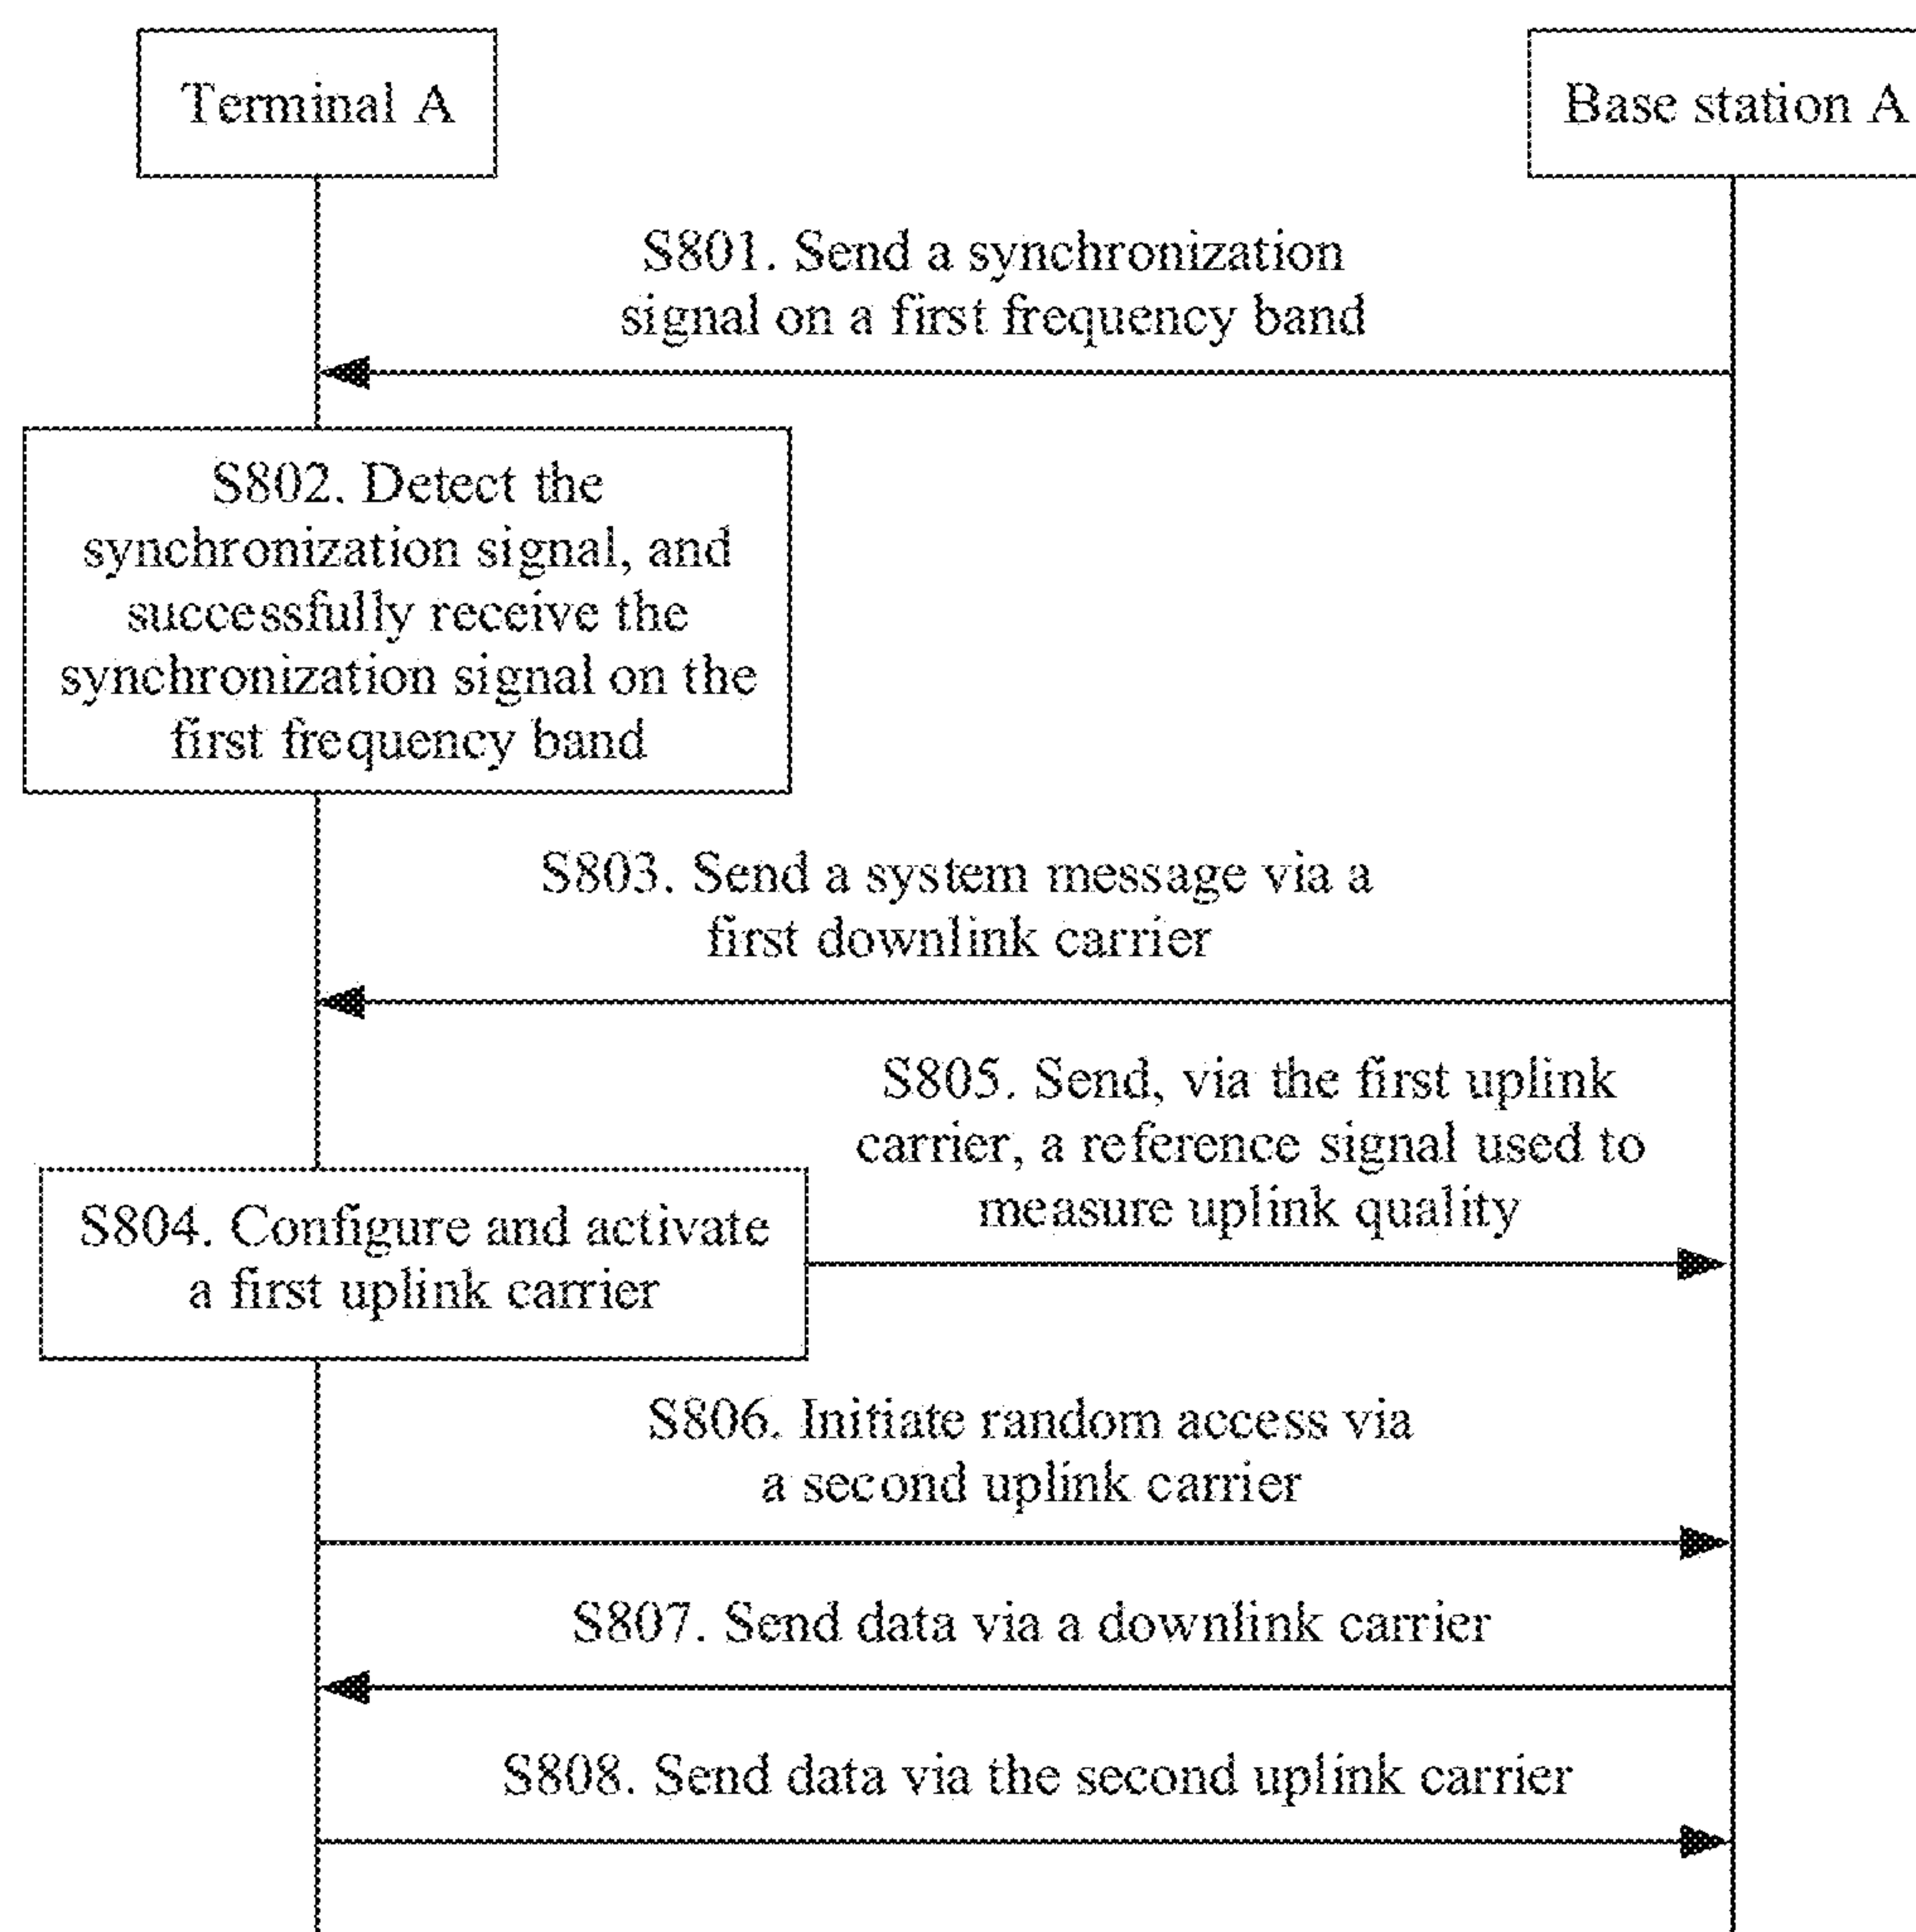 Terminal A
Base station A
S801. Send a synchronization
signal on a first frequency band
S802. Detect the
synchronization signal, and
successfully receive the
synchronization signal on the
first frequency band
S803. Send a system message via a
first downlink carrier
S805. Send, via the first uplink
carrier, a reference signal used to
measure uplink quality
S804. Configure and activate
a first uplink carrier
S806. Initiate random access via
a second uplink carrier
S807. Send data via a downlink carrier
S808. Send data via the second uplink carrier